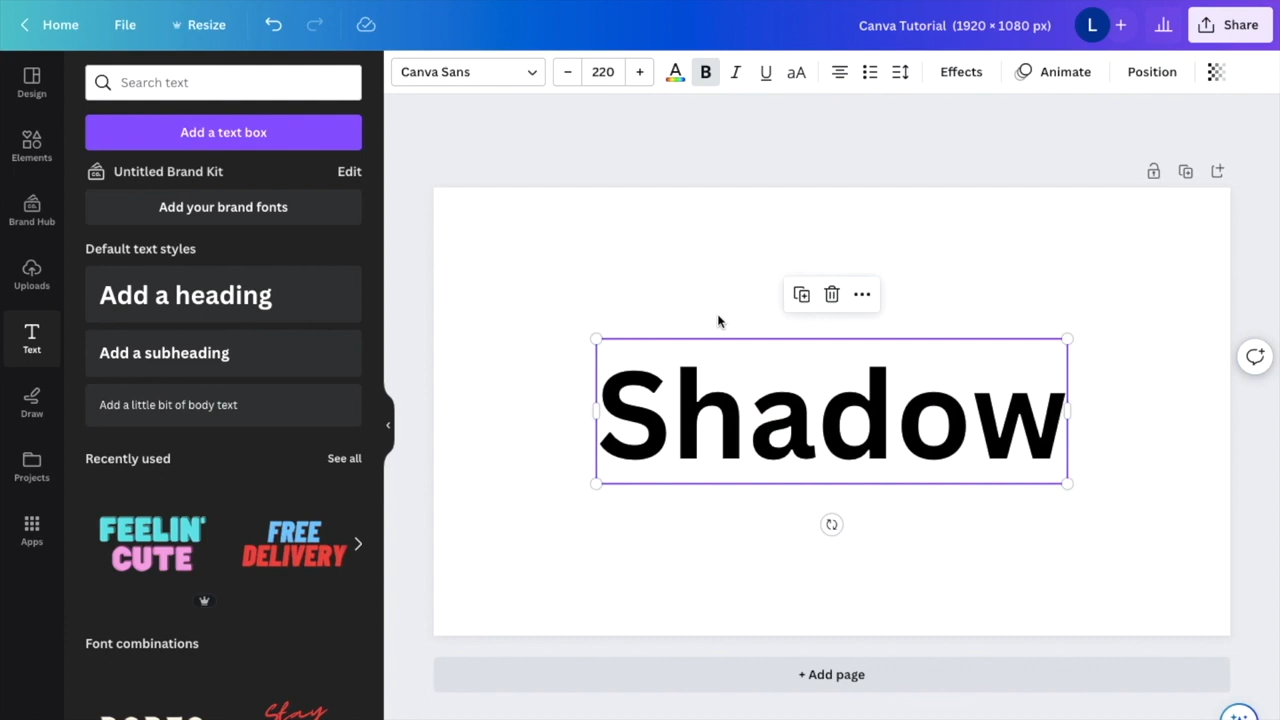 Home File Resize Canva Tutorial (1920 × 1080 px) L + Share
Design
Elements
Brand Hub
Uploads
Text
Draw
Projects
Apps
Search text
Add a text box
Untitled Brand Kit Edit
Add your brand fonts
Default text styles
Add a heading
Add a subheading
Add a little bit of body text
Recently used See all
FEELIN' CUTE
FREE DELIVERY
Font combinations
Stay
Canva Sans − 220 + A B I U aA Effects Animate Position
Shadow
+ Add page